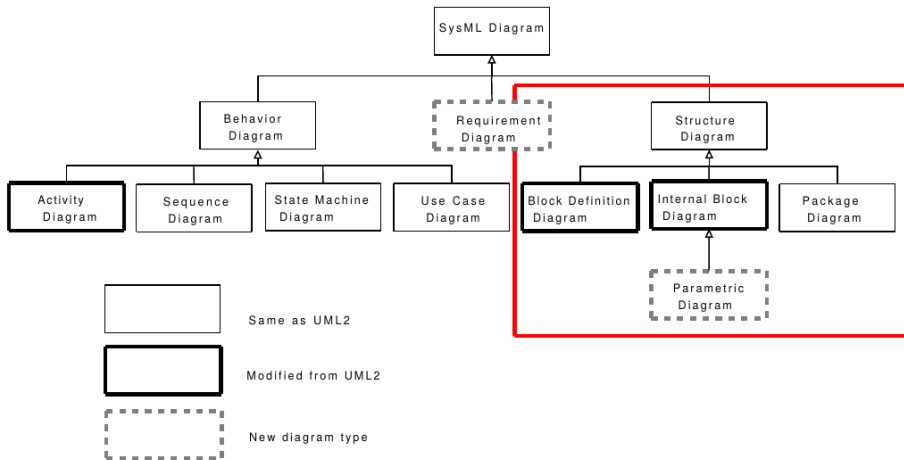 SysML Diagram
Behavior
Diagram
Requirement
Diagram
Structure
Diagram
Activity
Diagram
Sequence
Diagram
State Machine
Diagram
Use Case
Diagram
Block Definition
Diagram
Internal Block
Diagram
Package
Diagram
Parametric
Diagram
Same as UML2
Modified from UML2
New diagram type